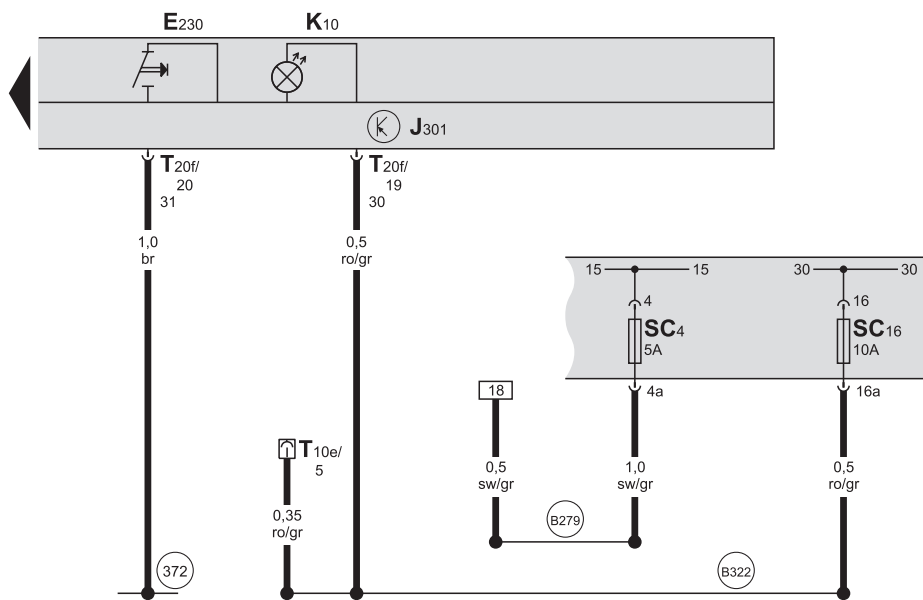 E230 K10
J301
T20f/ T20f/
20 19
31 30
1,0 0,5
br ro/gr
15 15 30 30
4 16
SC4 SC16
5A 10A
18 4a 16a
T10e/
5
0,5 1,0 0,5
sw/gr sw/gr ro/gr
0,35
ro/gr
B279
372 B322